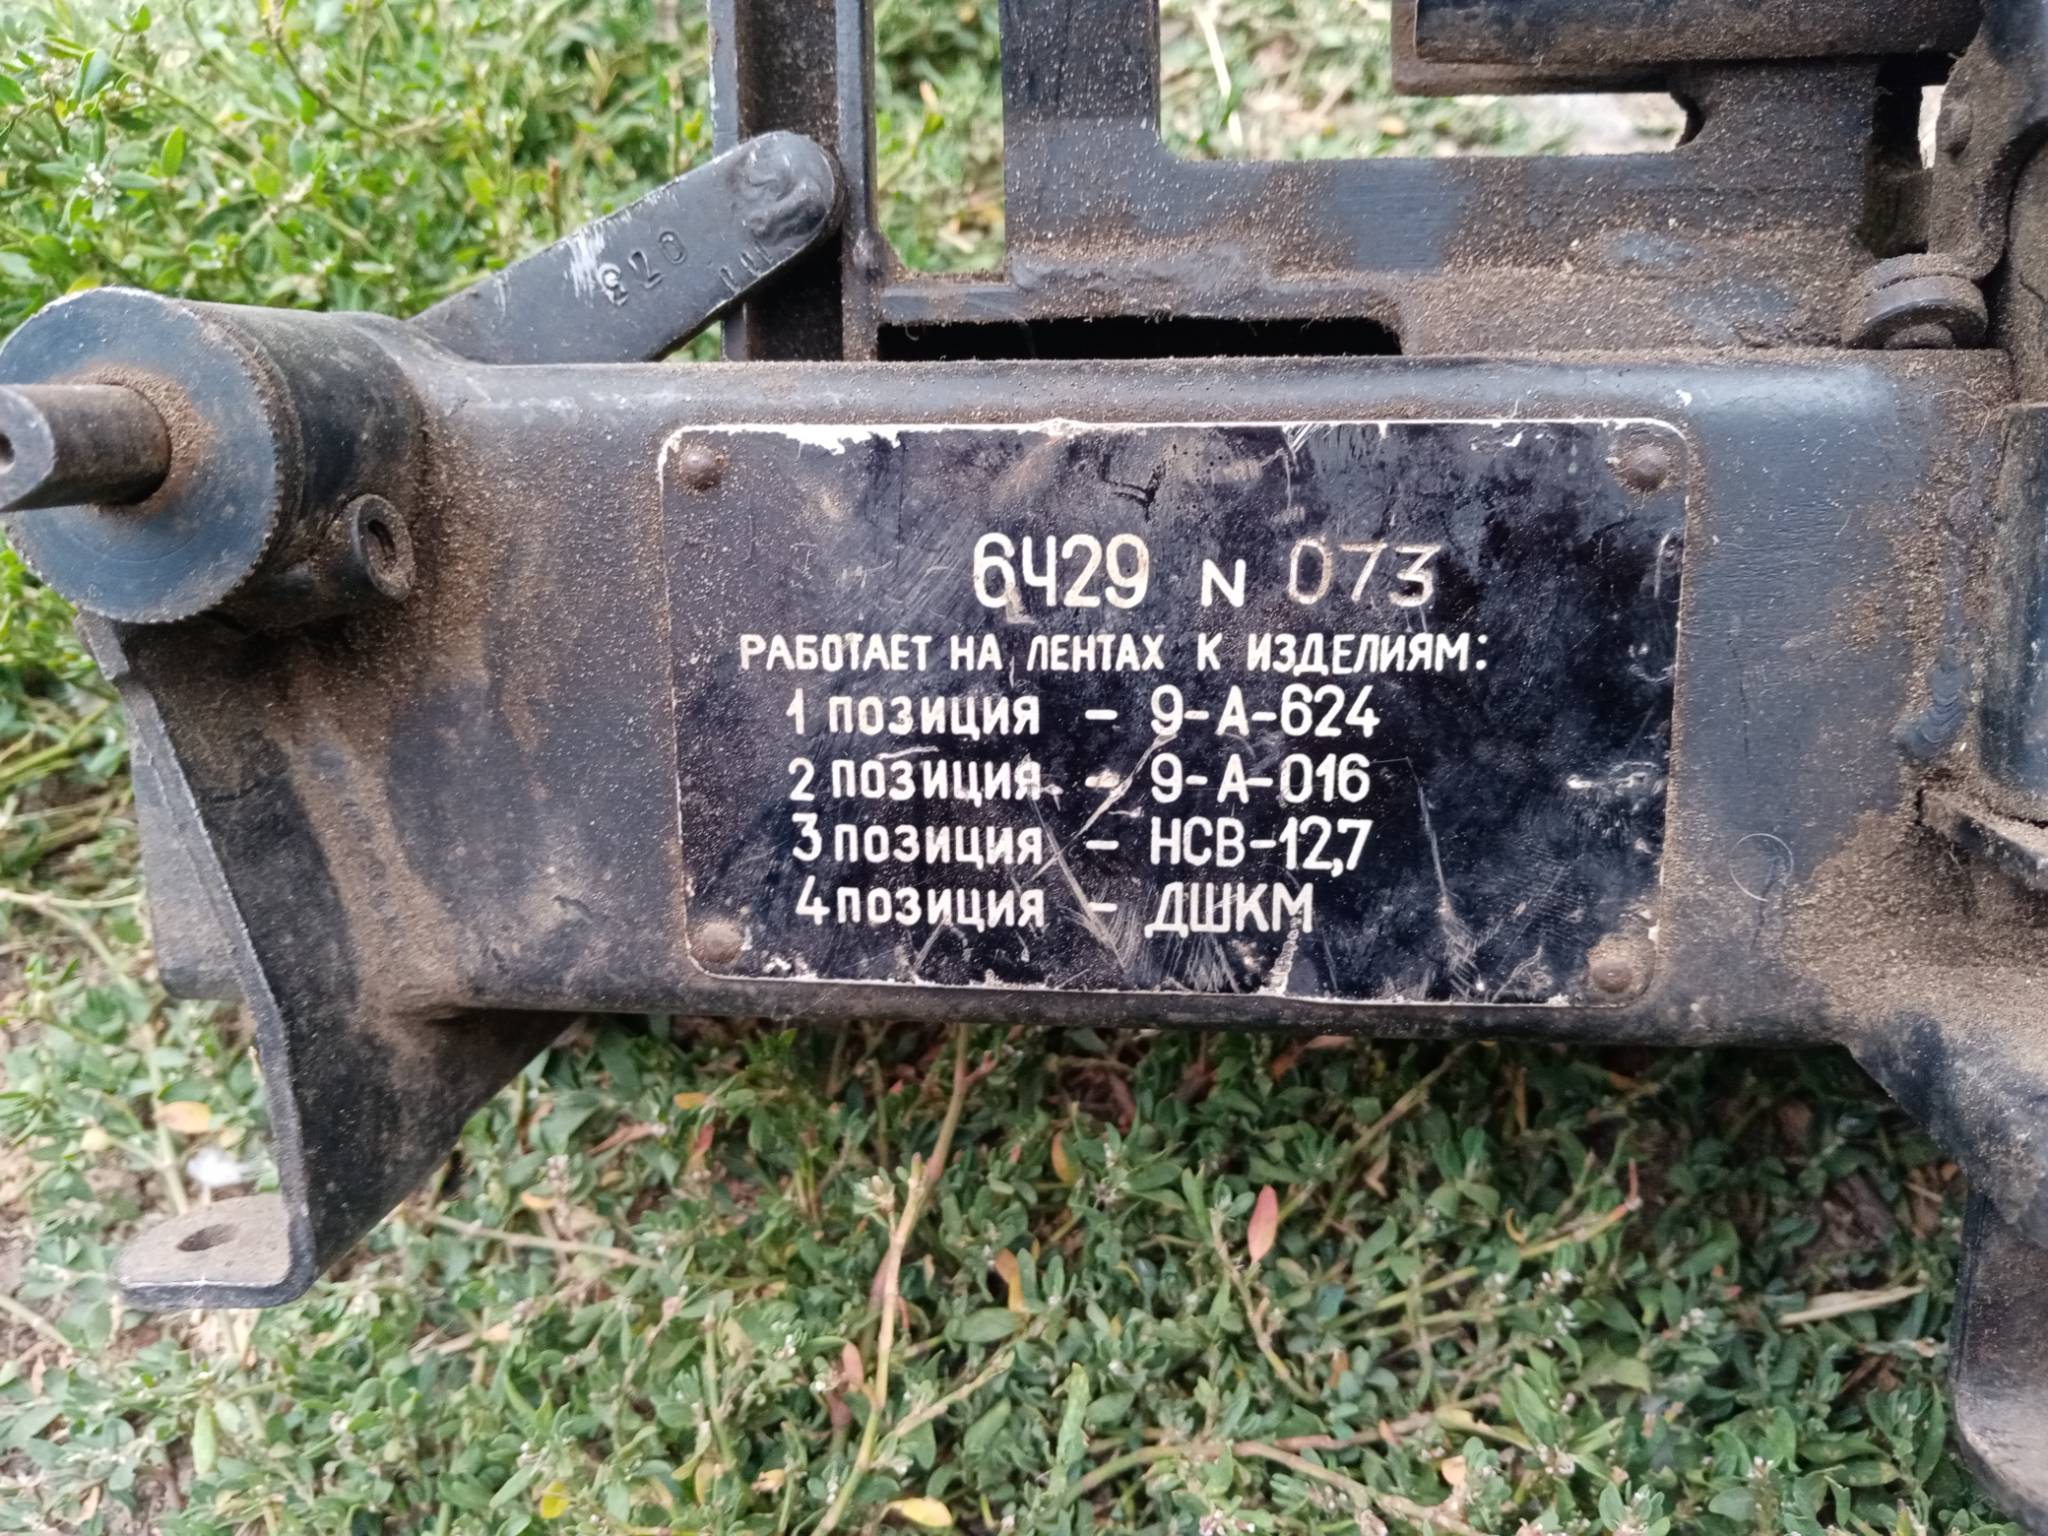 073
6Ч29 N 073
РАБОТАЕТ НА ЛЕНТАХ К ИЗДЕЛИЯМ:
1 ПОЗИЦИЯ - 9-А-624
2 ПОЗИЦИЯ - 9-А-016
3 ПОЗИЦИЯ - НСВ-12,7
4 ПОЗИЦИЯ - ДШКМ